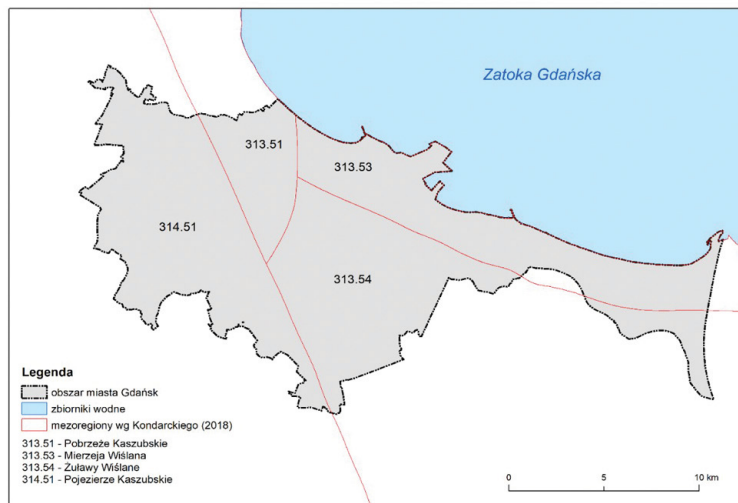 Zatoka Gdańska
313.51
313.53
314.51
313.54
Legenda
obszar miasta Gdańsk
zbiorniki wodne
mezoregiony wg Kondarckiego (2018)
313.51 - Pobrzeże Kaszubskie
313.53 - Mierzeja Wiślana
313.54 - Żuławy Wiślane
314.51 - Pojezierze Kaszubskie
0 5 10 km